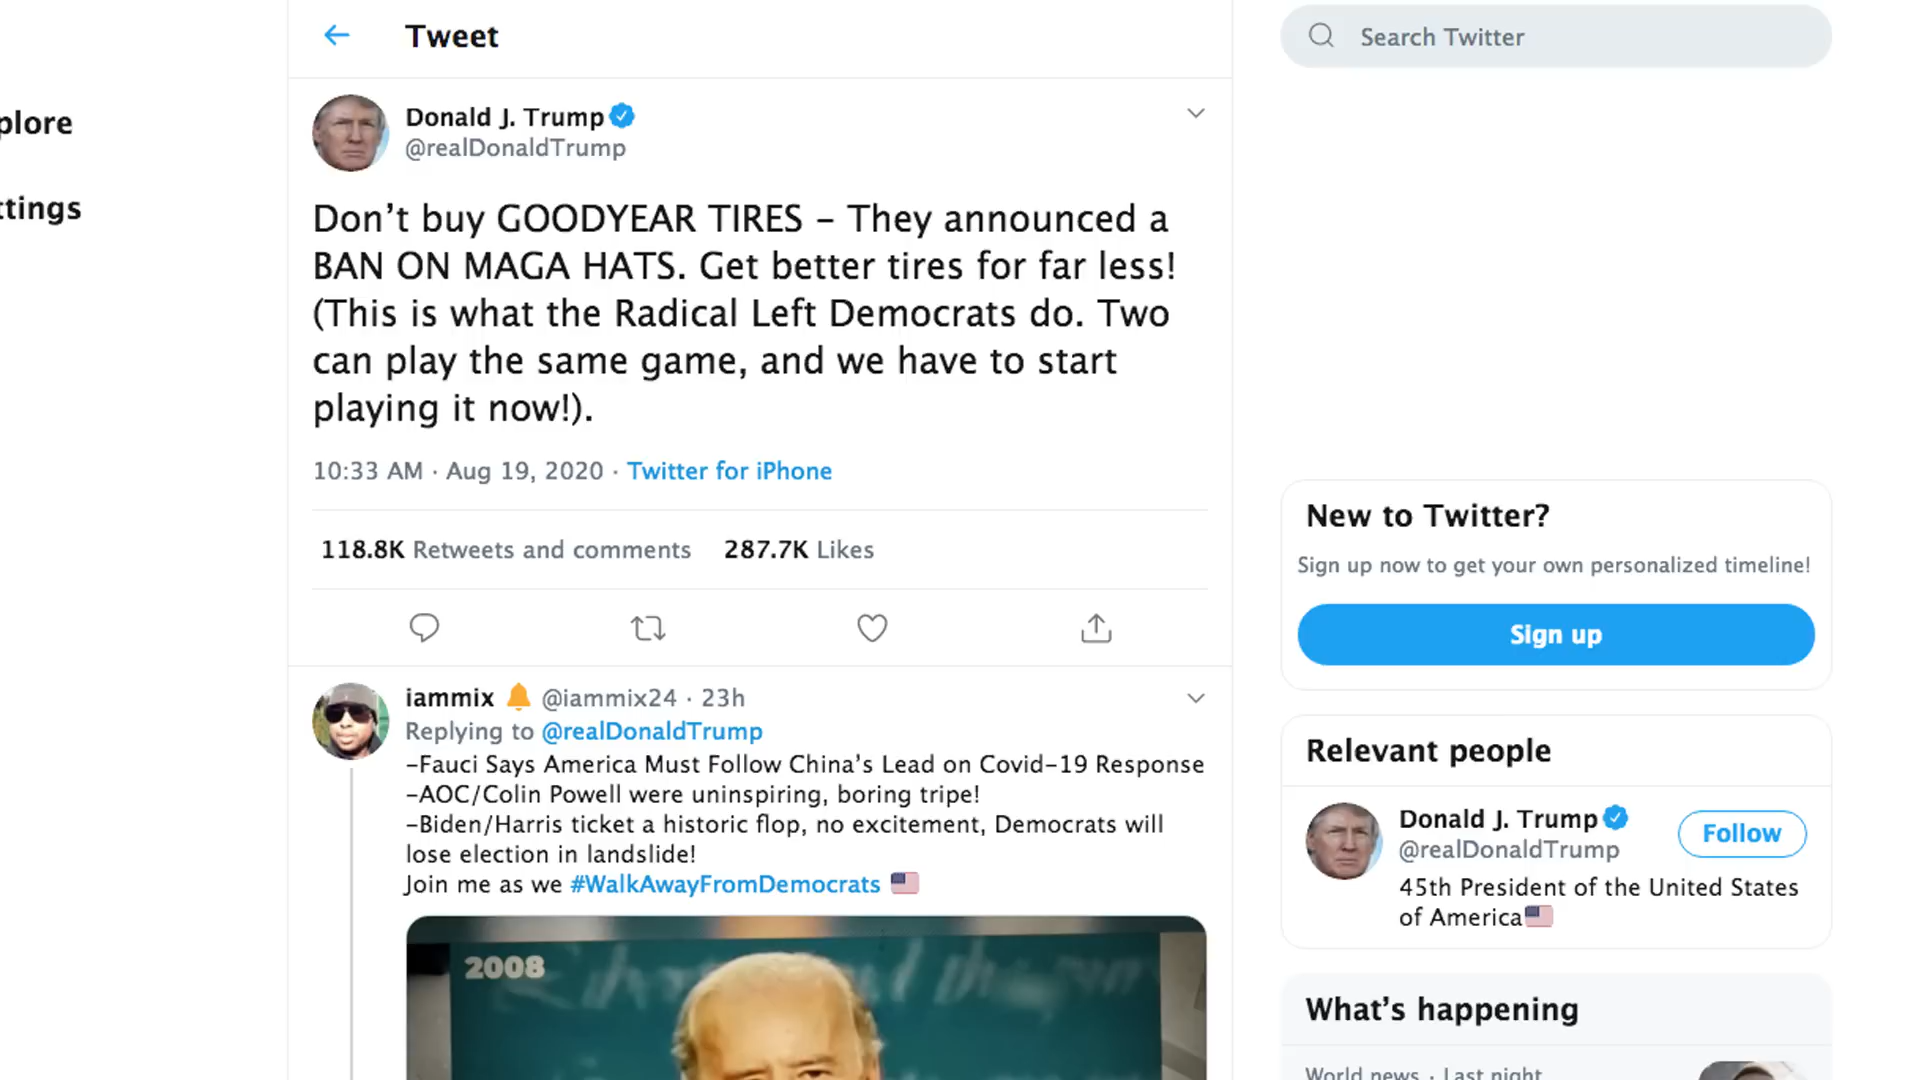 Tweet
Search Twitter
plore
ttings
Donald J. Trump
@realDonaldTrump
Don’t buy GOODYEAR TIRES – They announced a
BAN ON MAGA HATS. Get better tires for far less!
(This is what the Radical Left Democrats do. Two
can play the same game, and we have to start
playing it now!).
10:33 AM · Aug 19, 2020 · Twitter for iPhone
118.8K Retweets and comments 287.7K Likes
iammix 🔔 @iammix24 · 23h
Replying to @realDonaldTrump
-Fauci Says America Must Follow China’s Lead on Covid-19 Response
-AOC/Colin Powell were uninspiring, boring tripe!
-Biden/Harris ticket a historic flop, no excitement, Democrats will
lose election in landslide!
Join me as we #WalkAwayFromDemocrats 🇺🇸
2008
New to Twitter?
Sign up now to get your own personalized timeline!
Sign up
Relevant people
Donald J. Trump
@realDonaldTrump
Follow
45th President of the United States
of America🇺🇸
What’s happening
World news · Last night